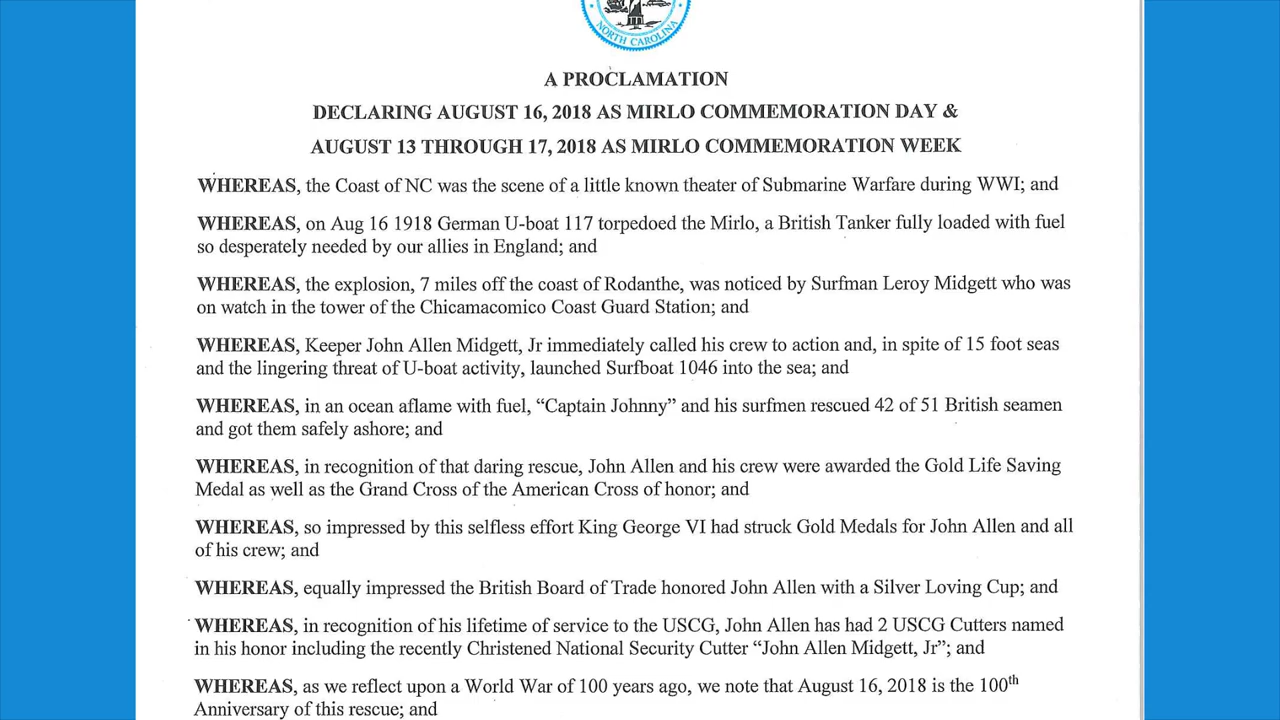 NORTH CAROLINA
A PROCLAMATION
DECLARING AUGUST 16, 2018 AS MIRLO COMMEMORATION DAY &
AUGUST 13 THROUGH 17, 2018 AS MIRLO COMMEMORATION WEEK
WHEREAS, the Coast of NC was the scene of a little known theater of Submarine Warfare during WWI; and
WHEREAS, on Aug 16 1918 German U-boat 117 torpedoed the Mirlo, a British Tanker fully loaded with fuel
so desperately needed by our allies in England; and
WHEREAS, the explosion, 7 miles off the coast of Rodanthe, was noticed by Surfman Leroy Midgett who was
on watch in the tower of the Chicamacomico Coast Guard Station; and
WHEREAS, Keeper John Allen Midgett, Jr immediately called his crew to action and, in spite of 15 foot seas
and the lingering threat of U-boat activity, launched Surfboat 1046 into the sea; and
WHEREAS, in an ocean aflame with fuel, “Captain Johnny” and his surfmen rescued 42 of 51 British seamen
and got them safely ashore; and
WHEREAS, in recognition of that daring rescue, John Allen and his crew were awarded the Gold Life Saving
Medal as well as the Grand Cross of the American Cross of honor; and
WHEREAS, so impressed by this selfless effort King George VI had struck Gold Medals for John Allen and all
of his crew; and
WHEREAS, equally impressed the British Board of Trade honored John Allen with a Silver Loving Cup; and
WHEREAS, in recognition of his lifetime of service to the USCG, John Allen has had 2 USCG Cutters named
in his honor including the recently Christened National Security Cutter “John Allen Midgett, Jr”; and
WHEREAS, as we reflect upon a World War of 100 years ago, we note that August 16, 2018 is the 100th
Anniversary of this rescue; and